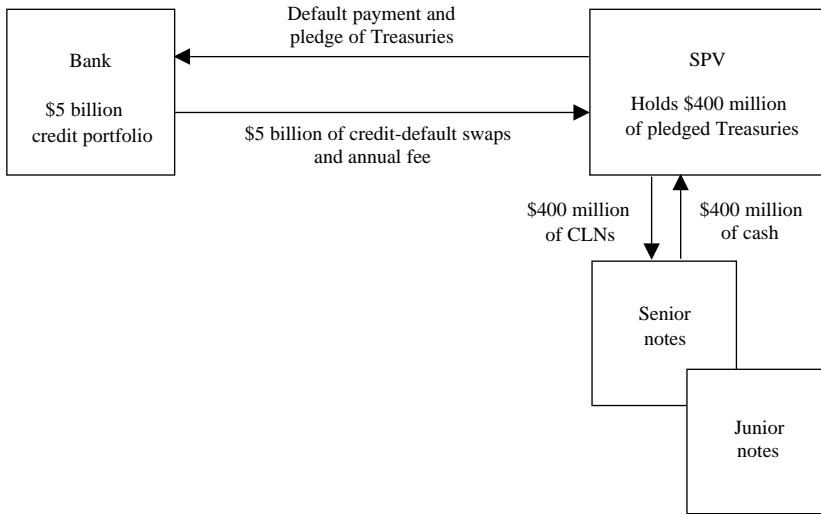 Default payment and
pledge of Treasuries
Bank
$5 billion
credit portfolio
SPV
Holds $400 million
of pledged Treasuries
$5 billion of credit-default swaps
and annual fee
$400 million
of CLNs
$400 million
of cash
Senior
notes
Junior
notes